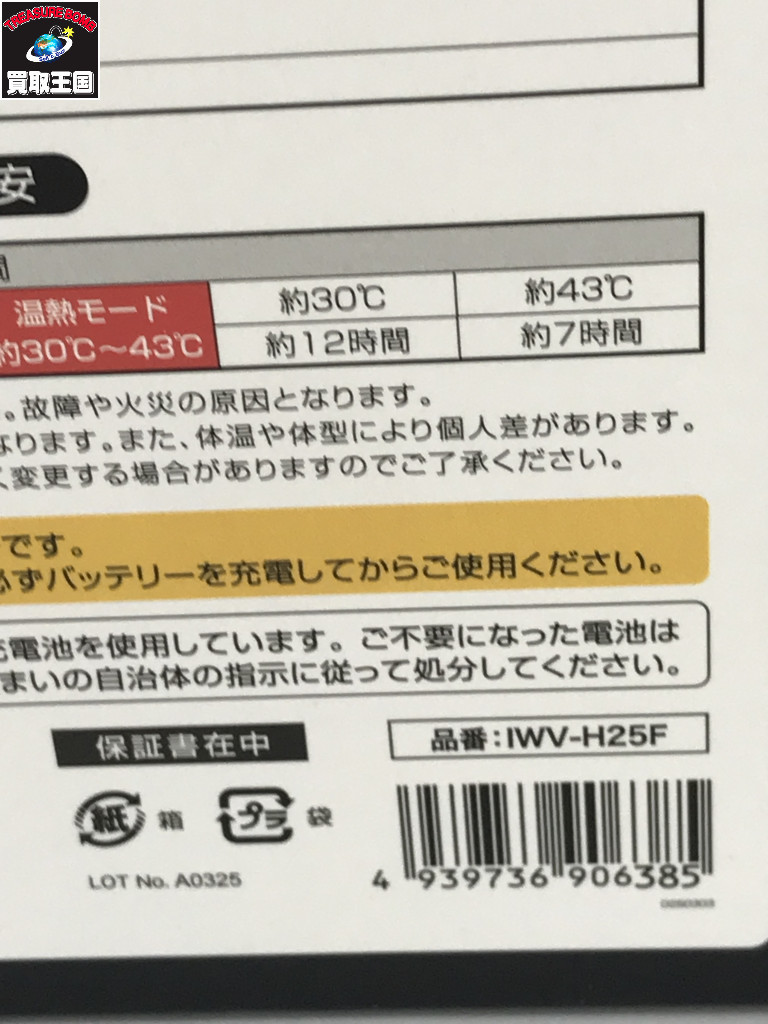 TREASURE BOMB
買取王国
安
間
温熱モード
約30℃～43℃
約30℃
約43℃
約12時間
約7時間
。故障や火災の原因となります。
なります。また、体温や体型により個人差があります。
く変更する場合がありますのでご了承ください。
です。
必ずバッテリーを充電してからご使用ください。
充電池を使用しています。ご不要になった電池は
まいの自治体の指示に従って処分してください。
保証書在中
品番:IWV-H25F
紙 箱
プラ 袋
LOT No. A0325
4 939736 906385